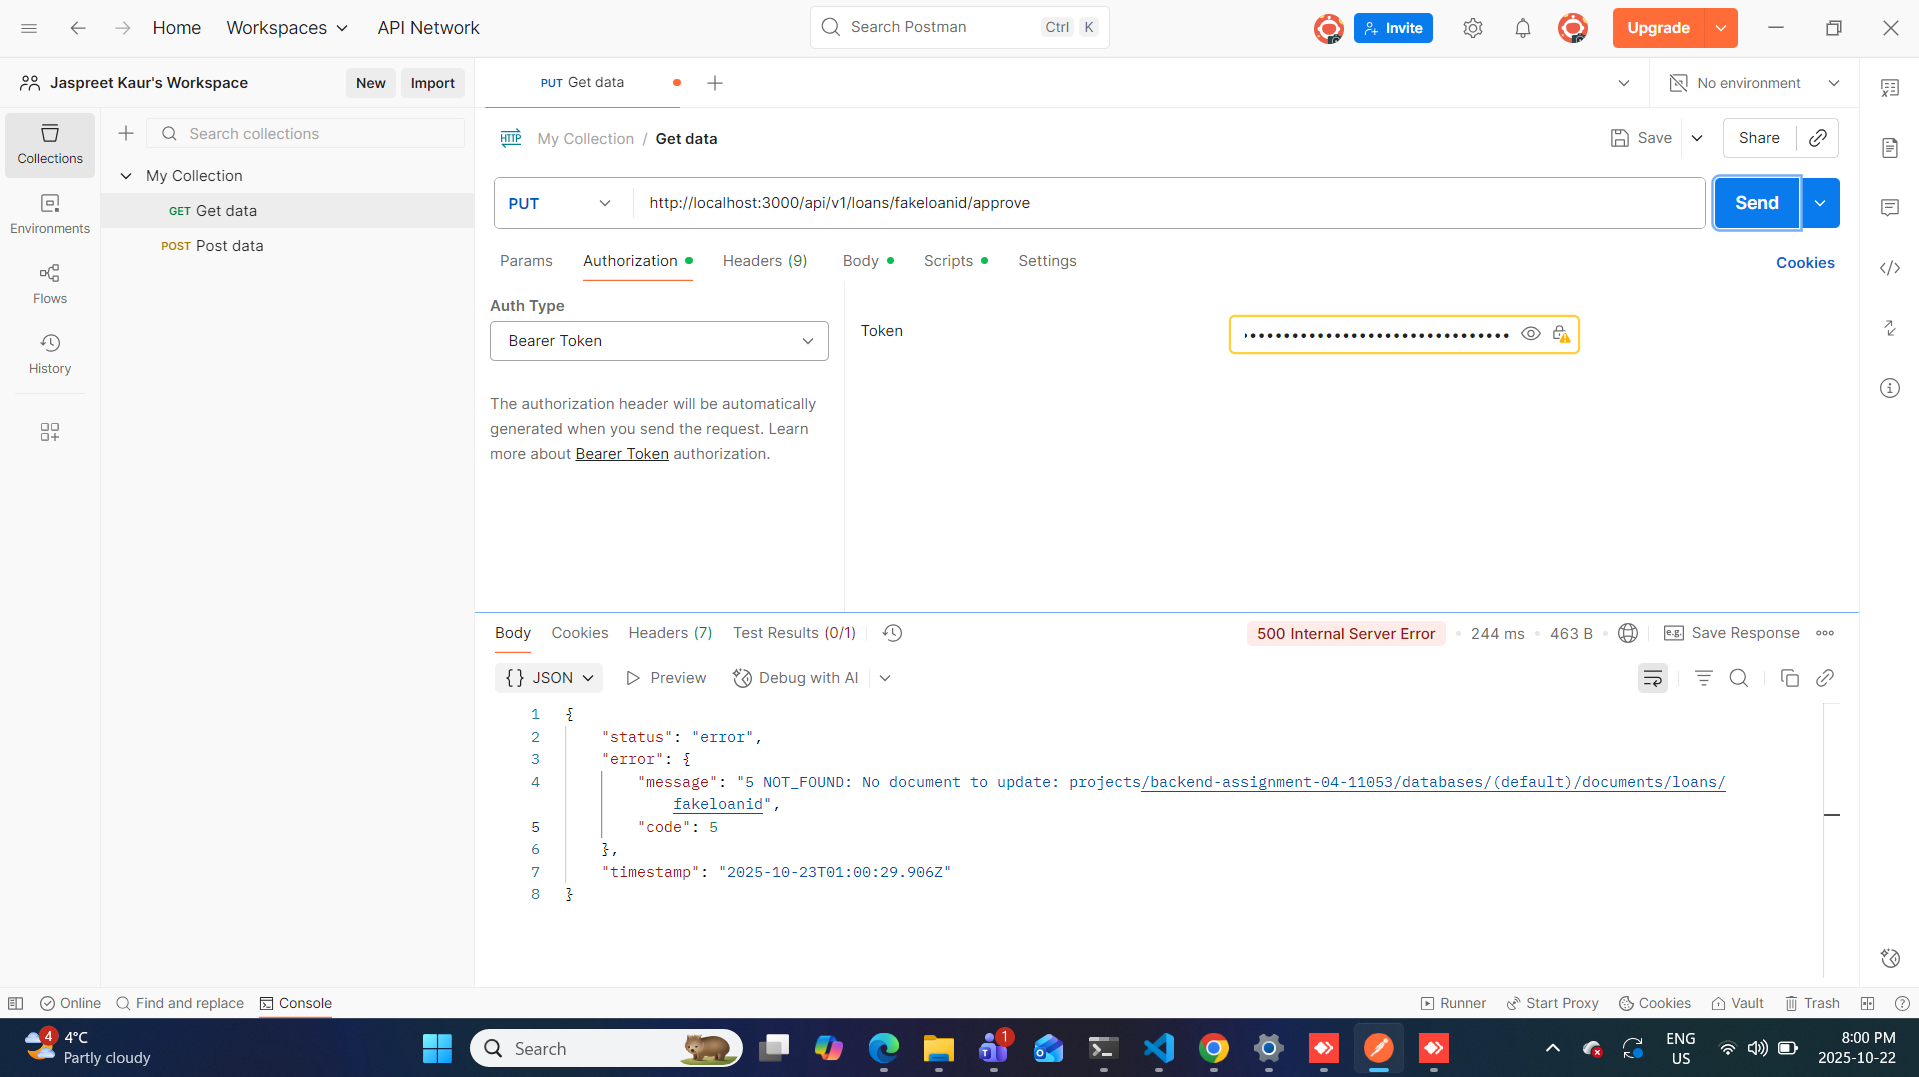 Home
Workspaces
API Network
Search Postman
Ctrl
K
Invite
Upgrade
Jaspreet Kaur's Workspace
New
Import
PUT Get data
No environment
Collections
Search collections
HTTP
My Collection / Get data
Save
Share
My Collection
GET Get data
POST Post data
Environments
Flows
History
PUT
http://localhost:3000/api/v1/loans/fakeloanid/approve
Send
Params
Authorization
Headers (9)
Body
Scripts
Settings
Cookies
Auth Type
Bearer Token
Token
The authorization header will be automatically
generated when you send the request. Learn
more about Bearer Token authorization.
Body
Cookies
Headers (7)
Test Results (0/1)
500 Internal Server Error
244 ms
463 B
e.g.
Save Response
{} JSON
Preview
Debug with AI
1 {
2 "status": "error",
3 "error": {
4 "message": "5 NOT_FOUND: No document to update: projects/backend-assignment-04-11053/databases/(default)/documents/loans/
fakeloanid",
5 "code": 5
6 },
7 "timestamp": "2025-10-23T01:00:29.906Z"
8 }
Online
Find and replace
Console
Runner
Start Proxy
Cookies
Vault
Trash
4
4°C
Partly cloudy
Search
1
ENG
US
8:00 PM
2025-10-22